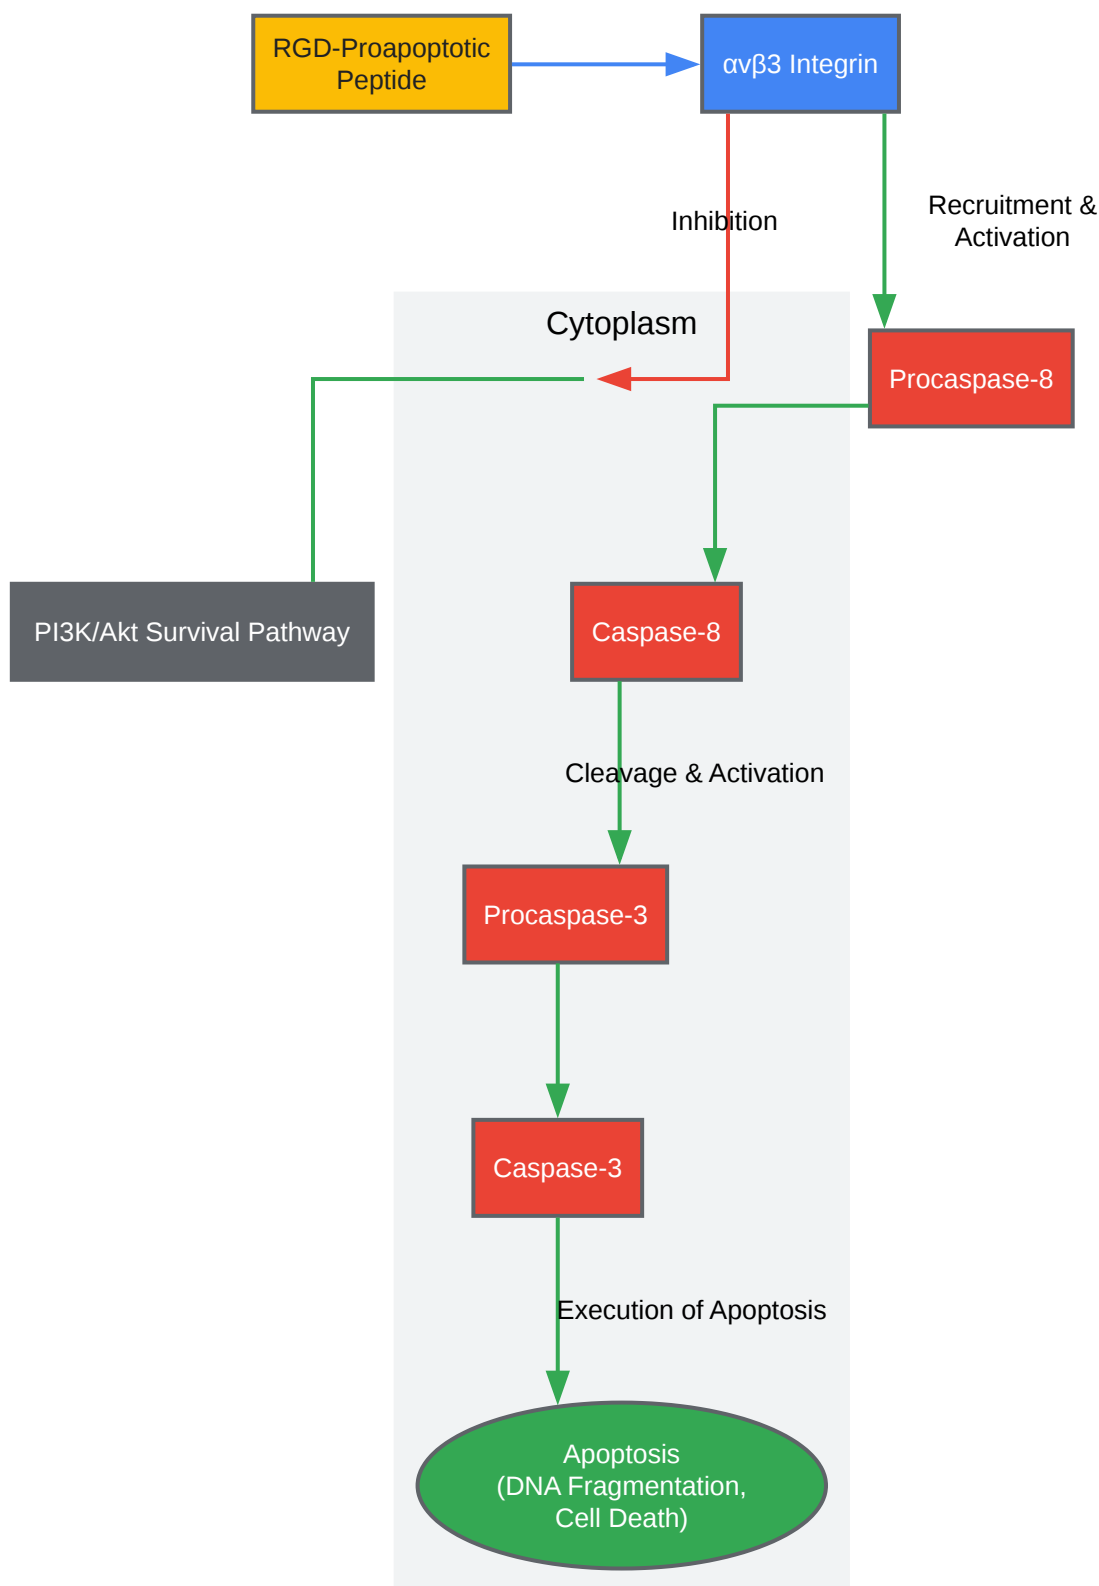 RGD-Proapoptotic
Peptide
αvβ3 Integrin
Inhibition
Recruitment &
Activation
Cytoplasm
Procaspase-8
PI3K/Akt Survival Pathway
Caspase-8
Cleavage & Activation
Procaspase-3
Caspase-3
Execution of Apoptosis
Apoptosis
(DNA Fragmentation,
Cell Death)